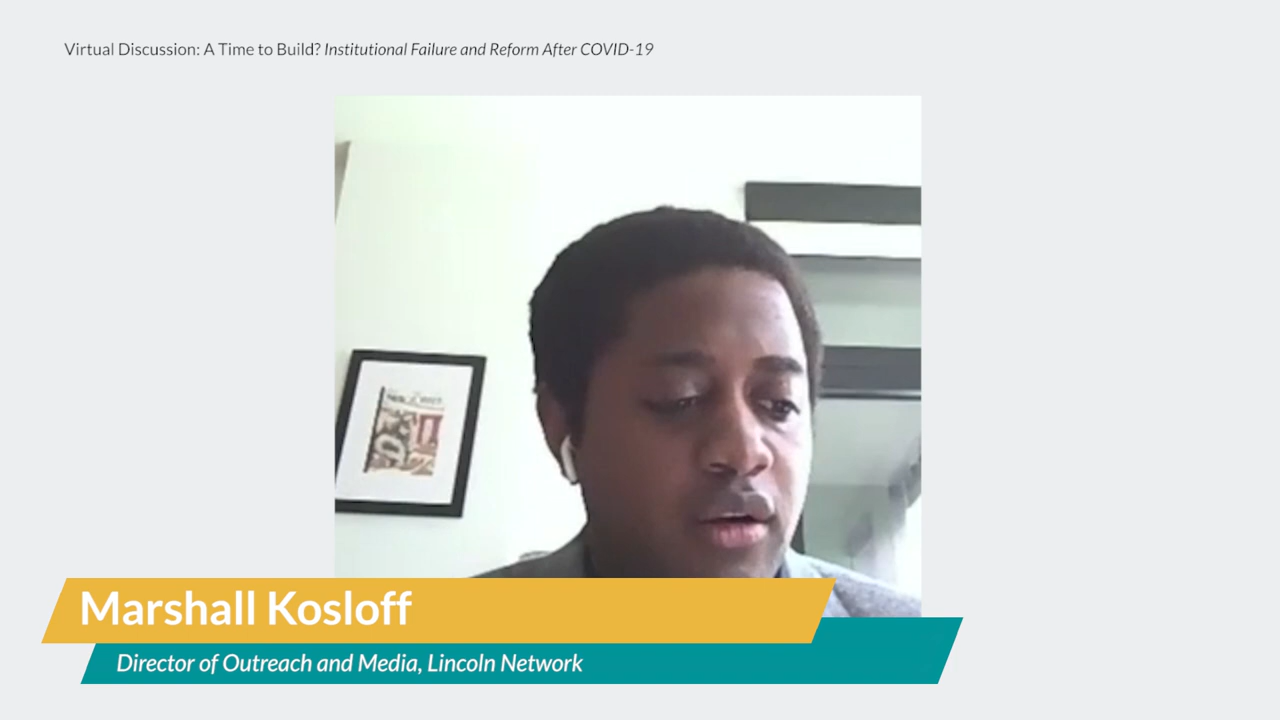 Virtual Discussion: A Time to Build? Institutional Failure and Reform After COVID-19
Marshall Kosloff
Director of Outreach and Media, Lincoln Network